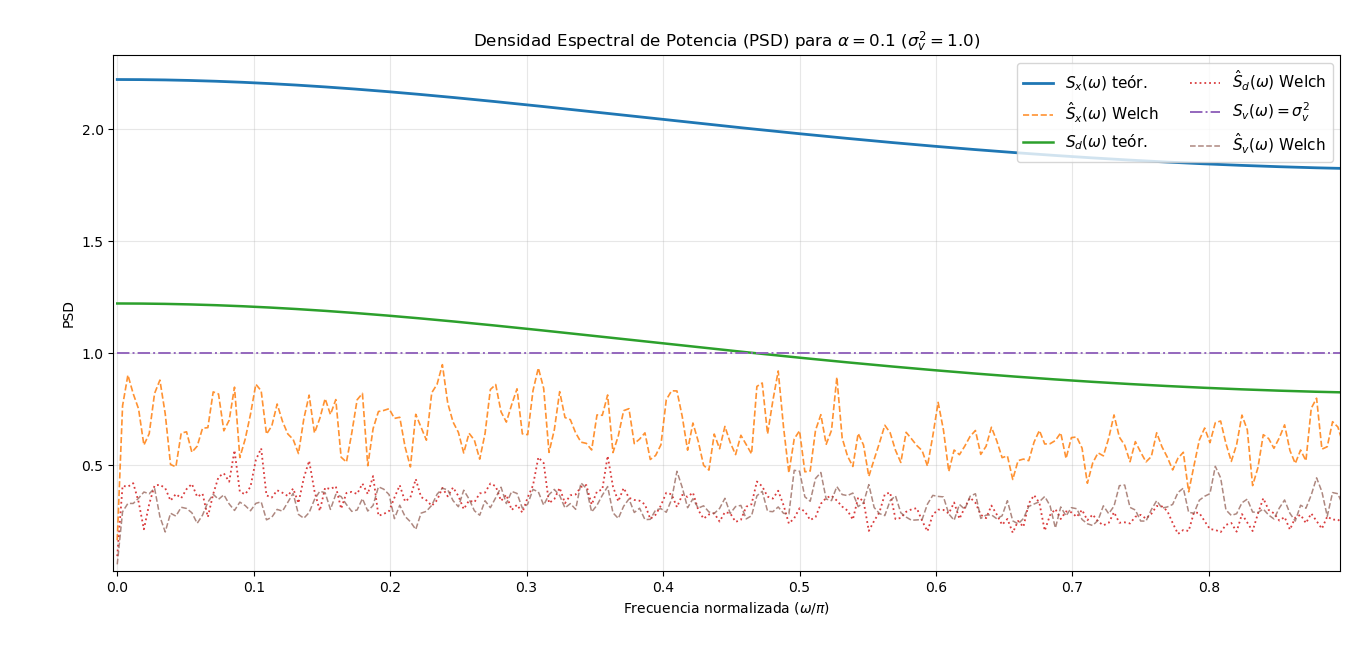 Densidad Espectral de Potencia (PSD) para α = 0.1 (σ_v^2 = 1.0)
S_x(ω) teór.
Ŝ_x(ω) Welch
S_d(ω) teór.
Ŝ_d(ω) Welch
S_v(ω) = σ_v^2
Ŝ_v(ω) Welch
PSD
2.0
1.5
1.0
0.5
0.0 0.1 0.2 0.3 0.4 0.5 0.6 0.7 0.8
Frecuencia normalizada (ω/π)